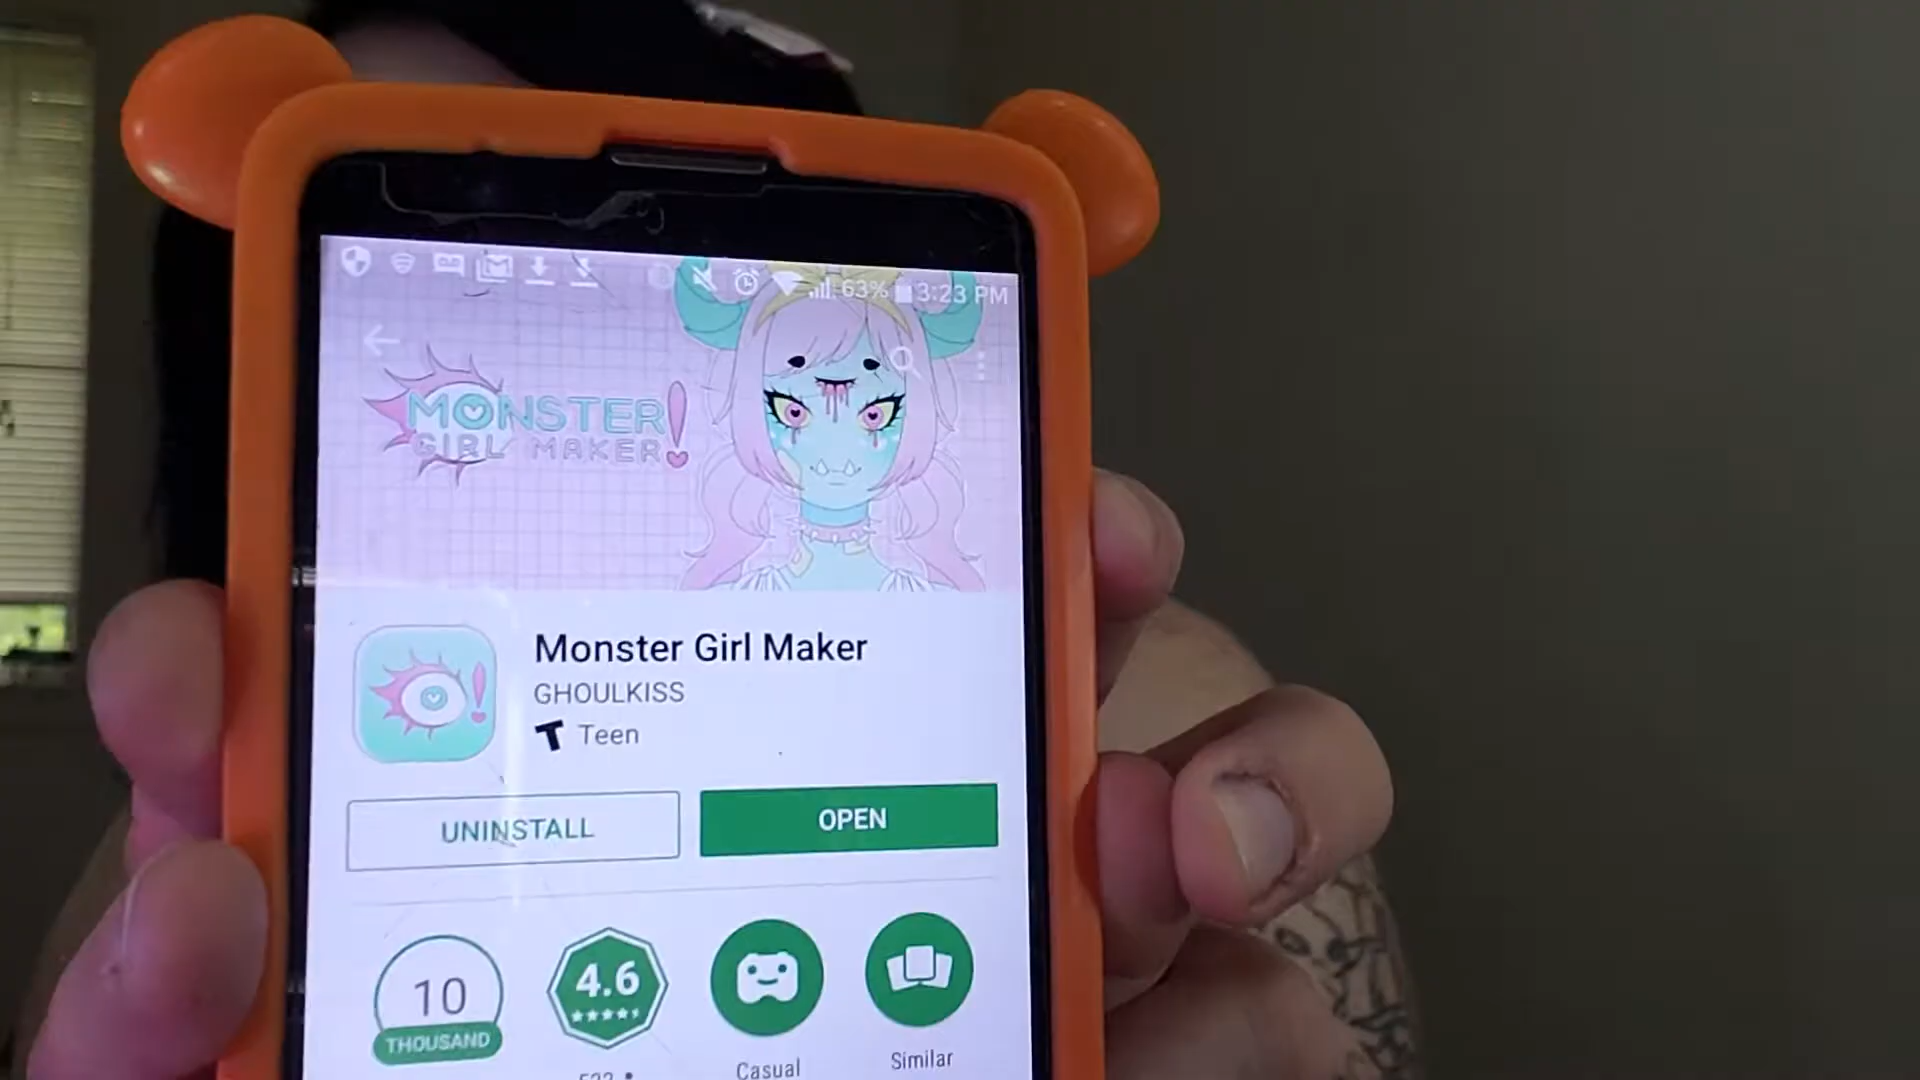 63% 3:23 PM
MONSTER!
GIRL MAKER
Monster Girl Maker
GHOULKISS
T Teen
UNINSTALL
OPEN
10
THOUSAND
4.6
Casual
Similar